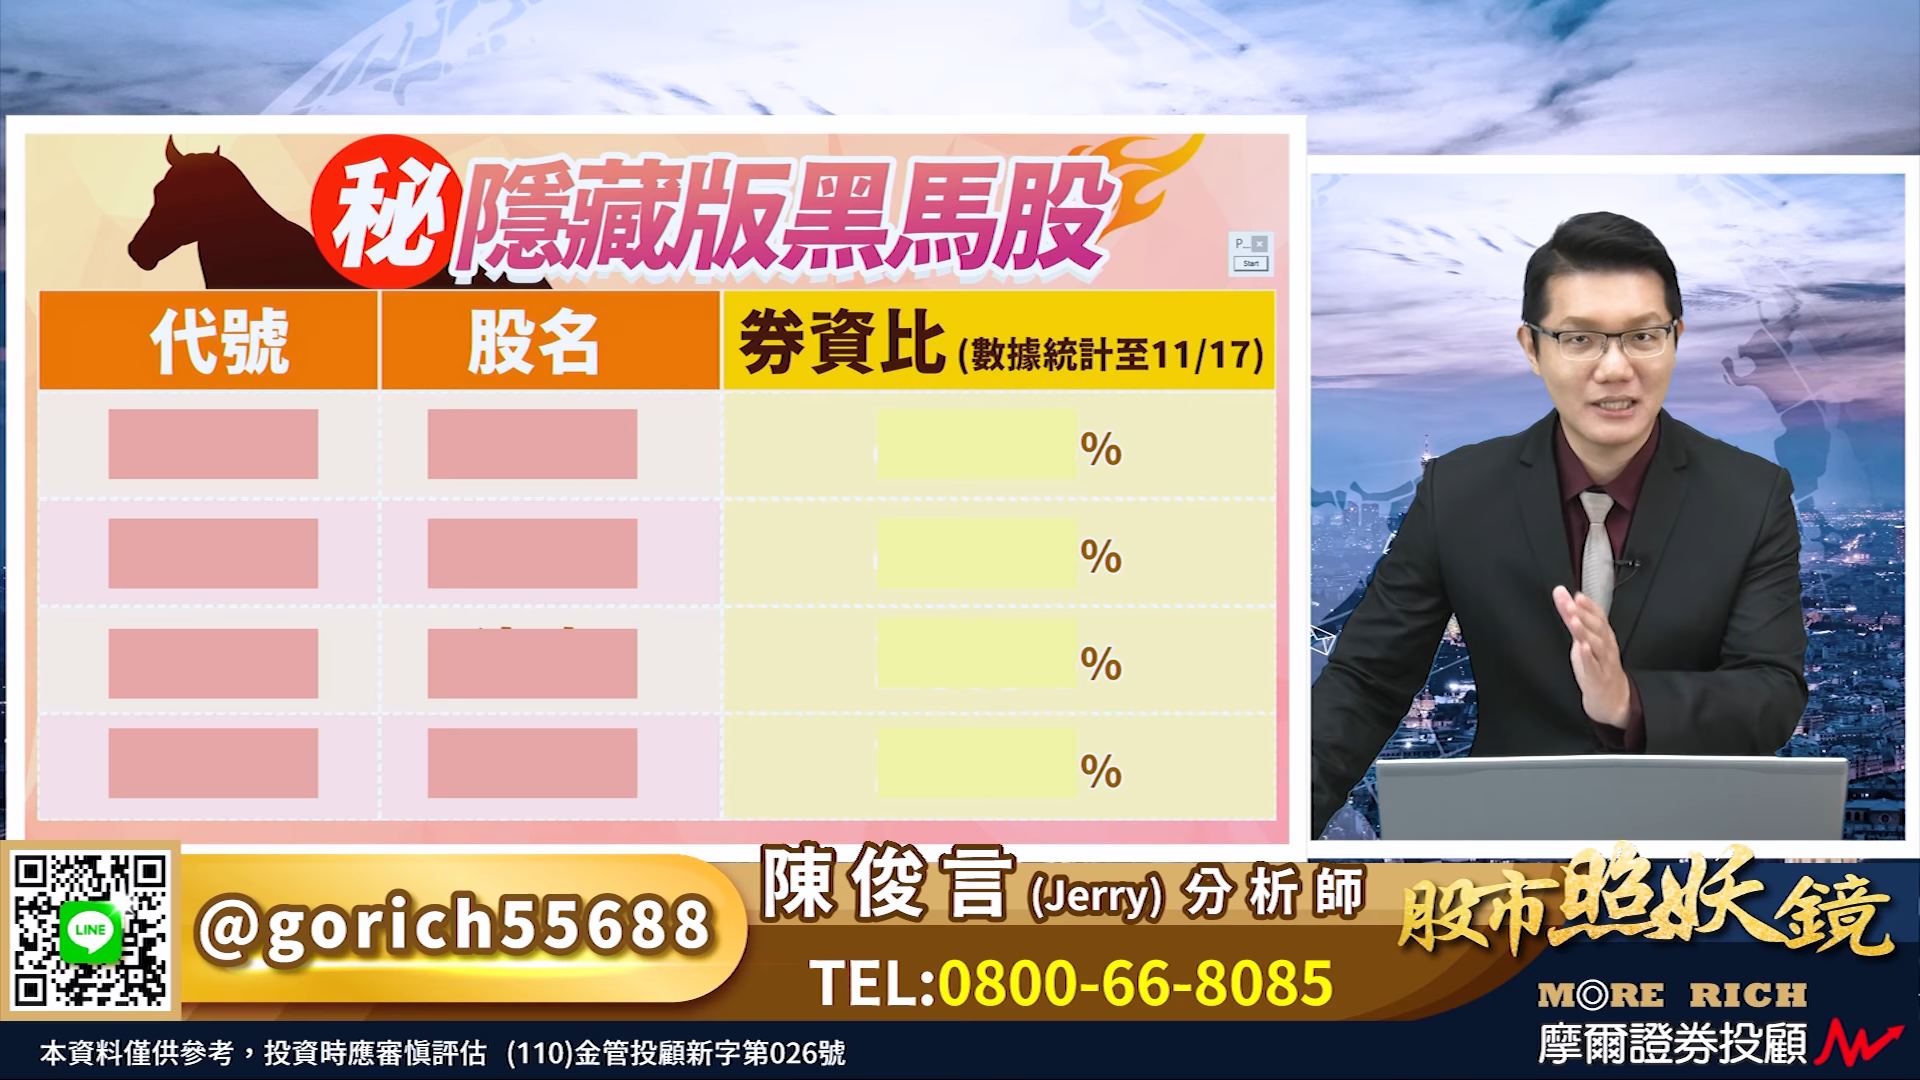 秘隱藏版黑馬股
P...
Start
代號 股名 券資比 (數據統計至11/17)
%
%
%
%
LINE
@gorich55688
陳俊言 (Jerry) 分析師
TEL:0800-66-8085
股市照妖鏡
MORE RICH
摩爾證券投顧
本資料僅供參考，投資時應審慎評估 (110)金管投顧新字第026號